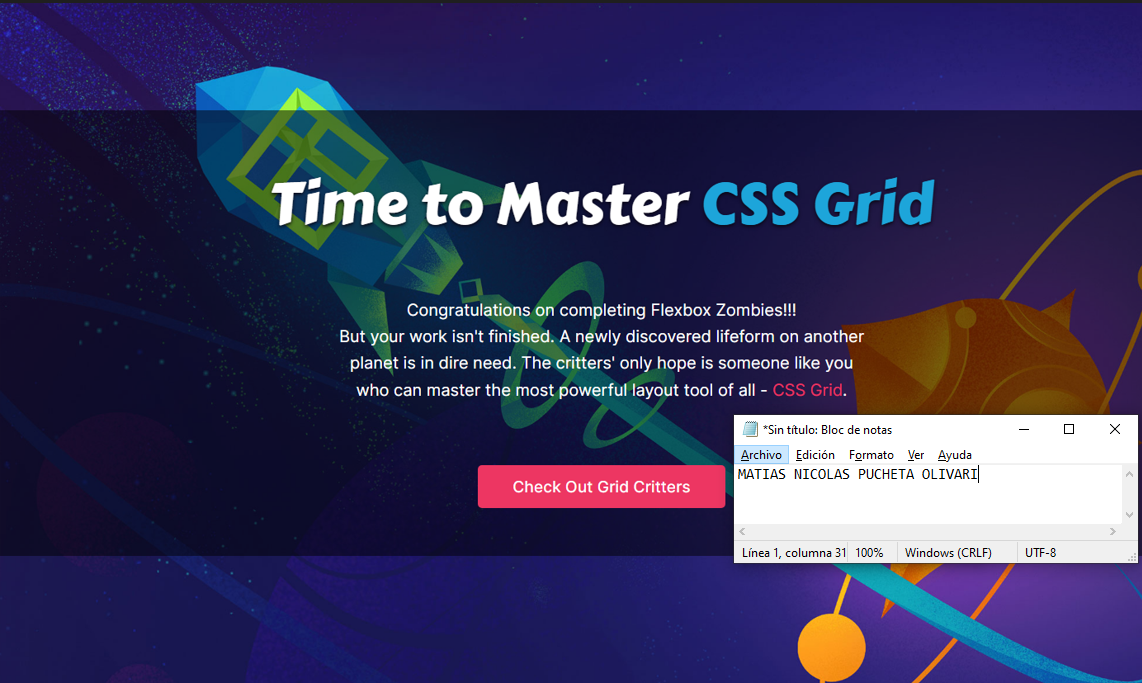 Time to Master CSS Grid
Congratulations on completing Flexbox Zombies!!!
But your work isn't finished. A newly discovered lifeform on another
planet is in dire need. The critters' only hope is someone like you
who can master the most powerful layout tool of all - CSS Grid.
Check Out Grid Critters
*Sin título: Bloc de notas
Archivo Edición Formato Ver Ayuda
MATIAS NICOLAS PUCHETA OLIVARI
Línea 1, columna 31 100% Windows (CRLF) UTF-8